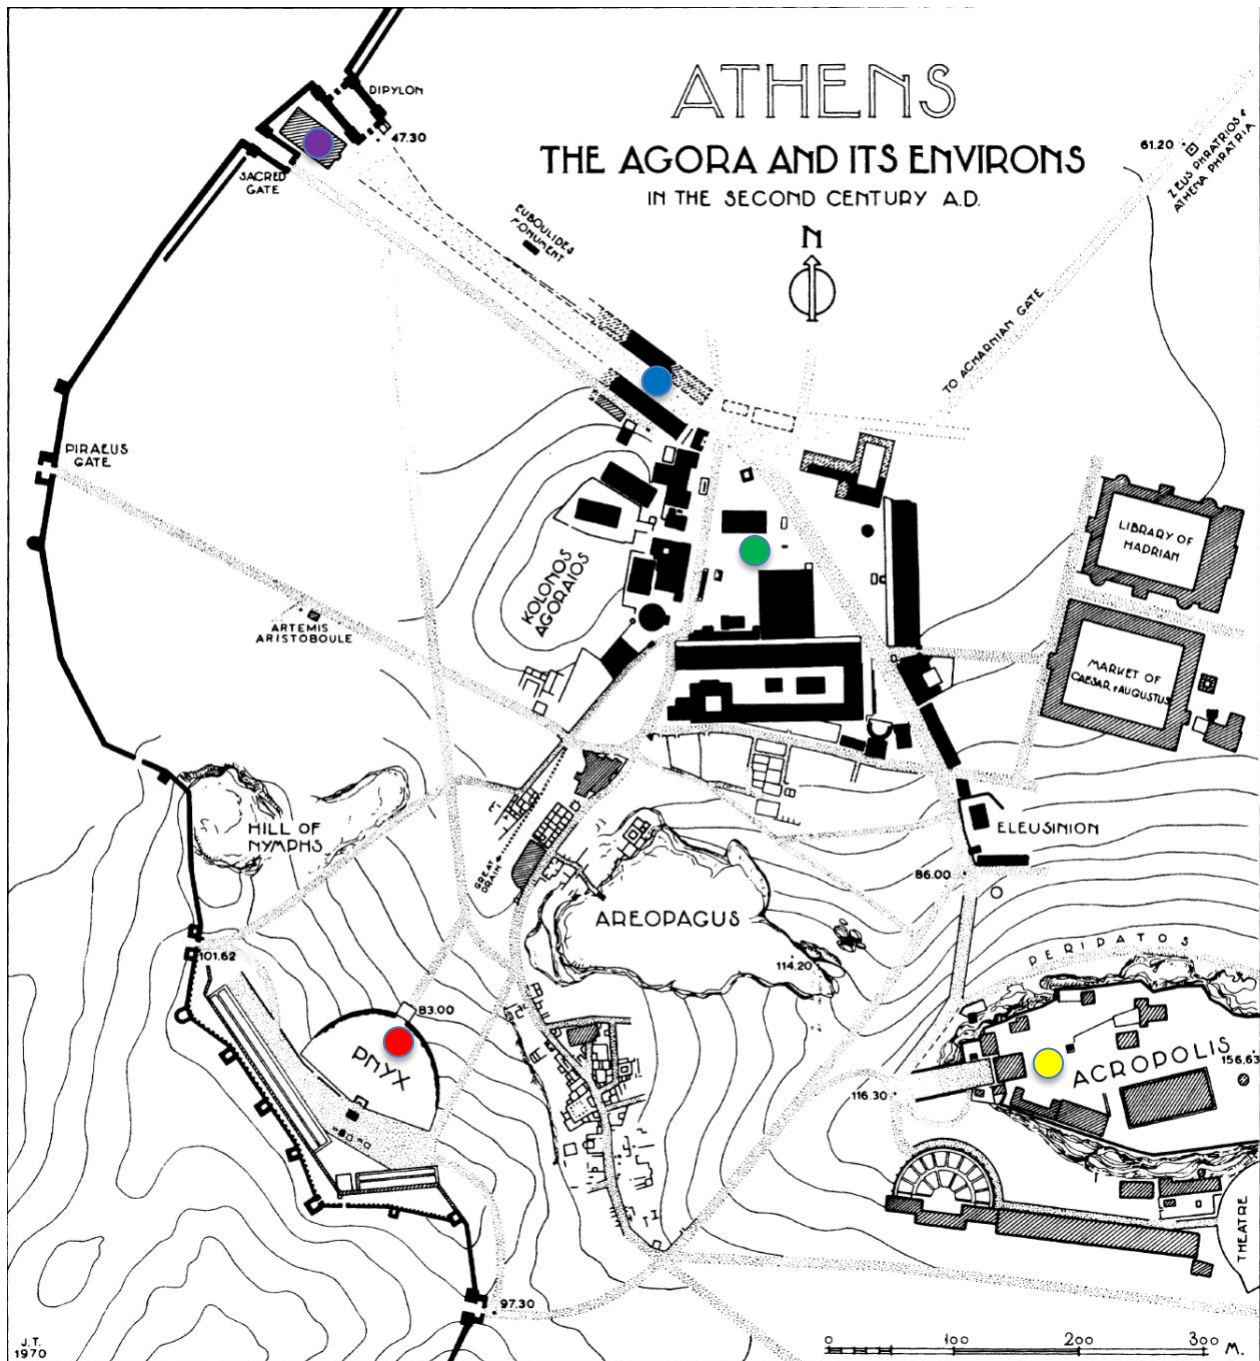 ATHENS
THE AGORA AND ITS ENVIRONS
IN THE SECOND CENTURY A.D.
N
DIPYLON
47.30
SACRED
GATE
EUBOULIDES
MONUMENT
61.20
ZEUS PHRATRIOS &
ATHENA PHRATRIA
TO ACHARNIAN GATE
PIRAEUS
GATE
LIBRARY OF
HADRIAN
KOLONOS
AGORAIOS
ARTEMIS
ARISTOBOULE
MARKET OF
CAESAR & AUGUSTUS
HILL OF
NYMPHS
ELEUSINION
GREAT
DRAIN
86.00
AREOPAGUS
114.20
PERIPATOS
101.62
83.00
PNYX
ACROPOLIS
156.63
116.30
THEATRE
97.30
J.T.
1970
0 100 200 300 M.